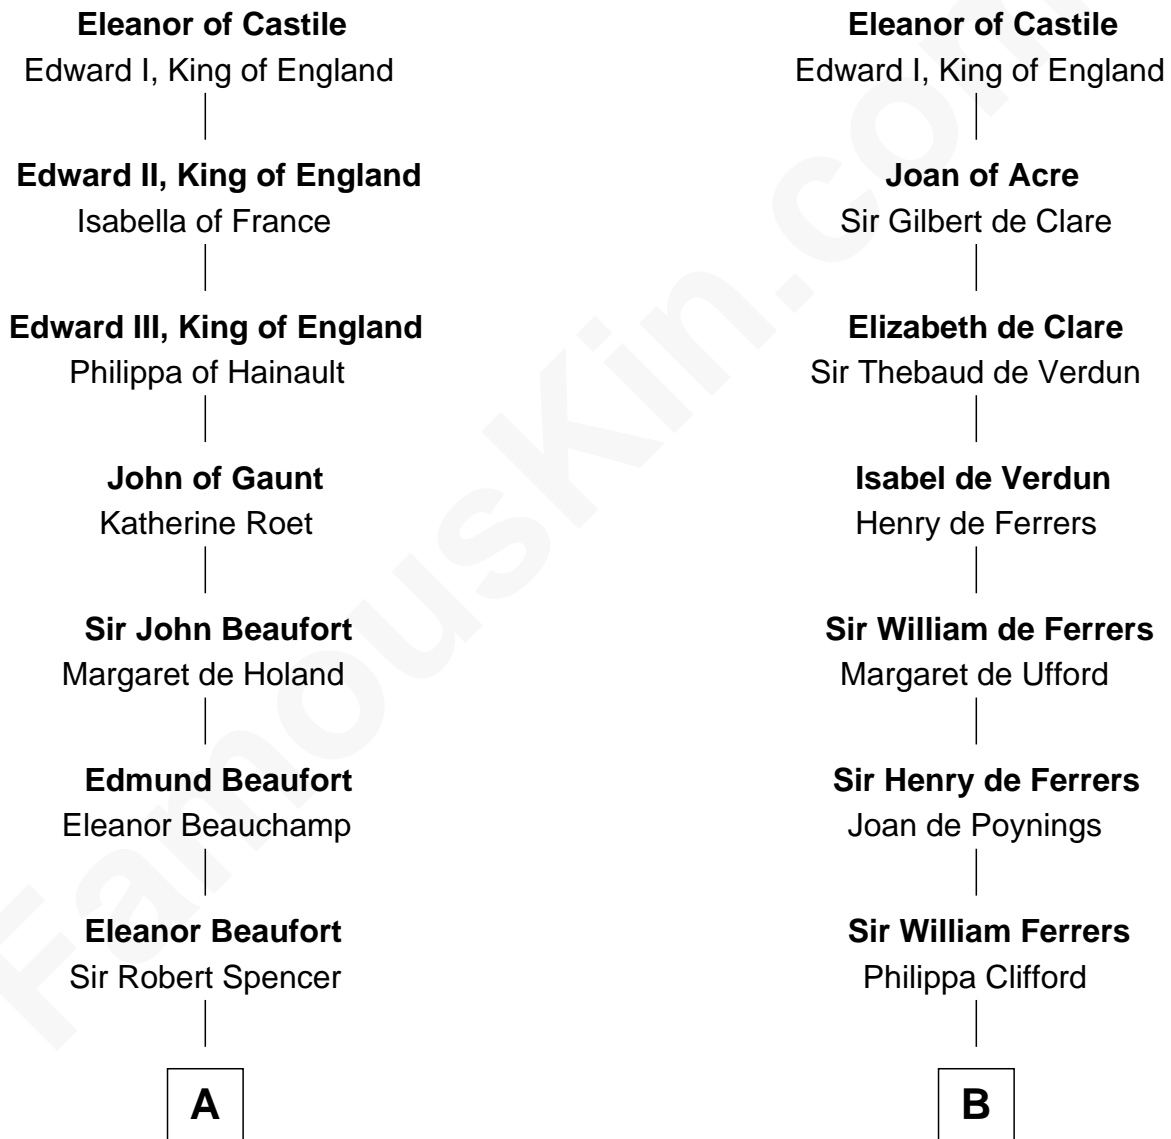 Eleanor of Castile
Edward I, King of England
Edward II, King of England
Isabella of France
Edward III, King of England
Philippa of Hainault
John of Gaunt
Katherine Roet
Sir John Beaufort
Margaret de Holand
Edmund Beaufort
Eleanor Beauchamp
Eleanor Beaufort
Sir Robert Spencer
A
Eleanor of Castile
Edward I, King of England
Joan of Acre
Sir Gilbert de Clare
Elizabeth de Clare
Sir Thebaud de Verdun
Isabel de Verdun
Henry de Ferrers
Sir William de Ferrers
Margaret de Ufford
Sir Henry de Ferrers
Joan de Poynings
Sir William Ferrers
Philippa Clifford
B
FamousKin.com